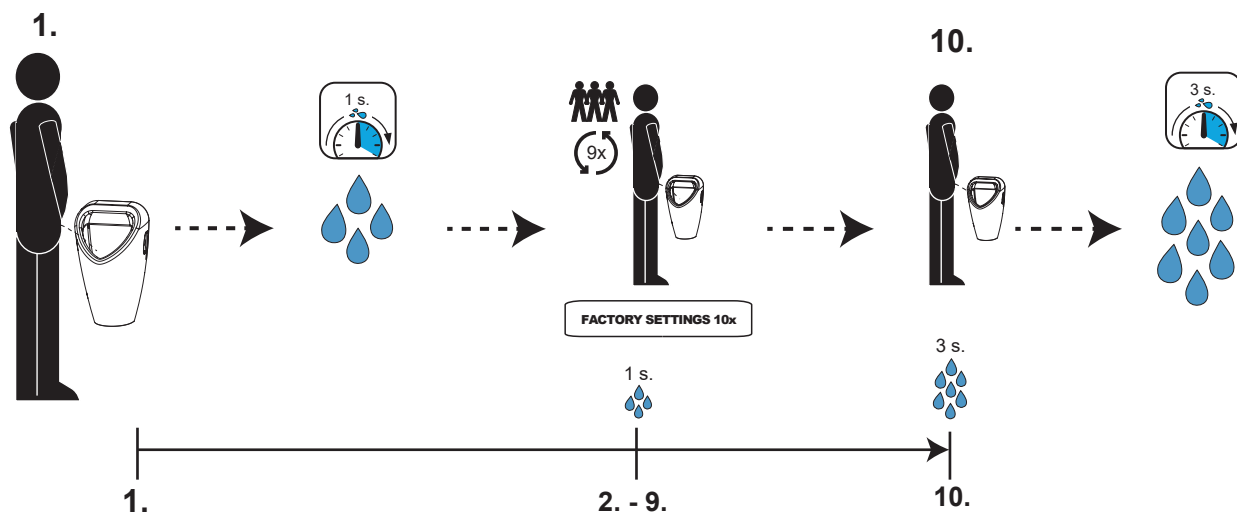 1.
10.
1 s.
9x
3 s.
FACTORY SETTINGS 10x
1 s.
3 s.
1.
2. - 9.
10.